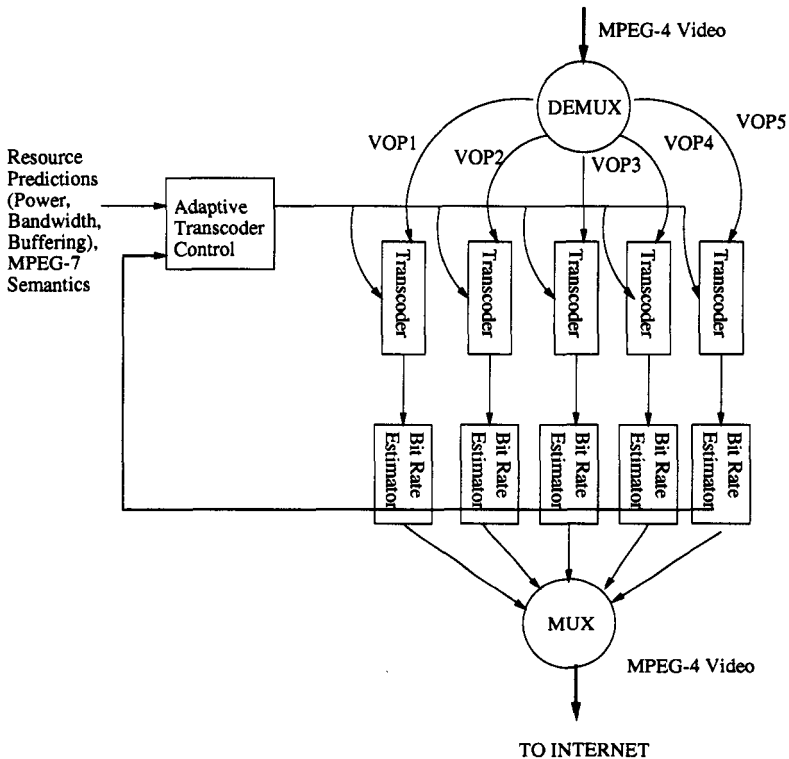 MPEG-4 Video
DEMUX
VOP1
VOP2
VOP3
VOP4
VOP5
Resource
Predictions
(Power,
Bandwidth,
Buffering),
MPEG-7
Semantics
Adaptive
Transcoder
Control
Transcoder
Transcoder
Transcoder
Transcoder
Transcoder
Bit Rate
Estimator
Bit Rate
Estimator
Bit Rate
Estimator
Bit Rate
Estimator
Bit Rate
Estimator
MUX
MPEG-4 Video
TO INTERNET